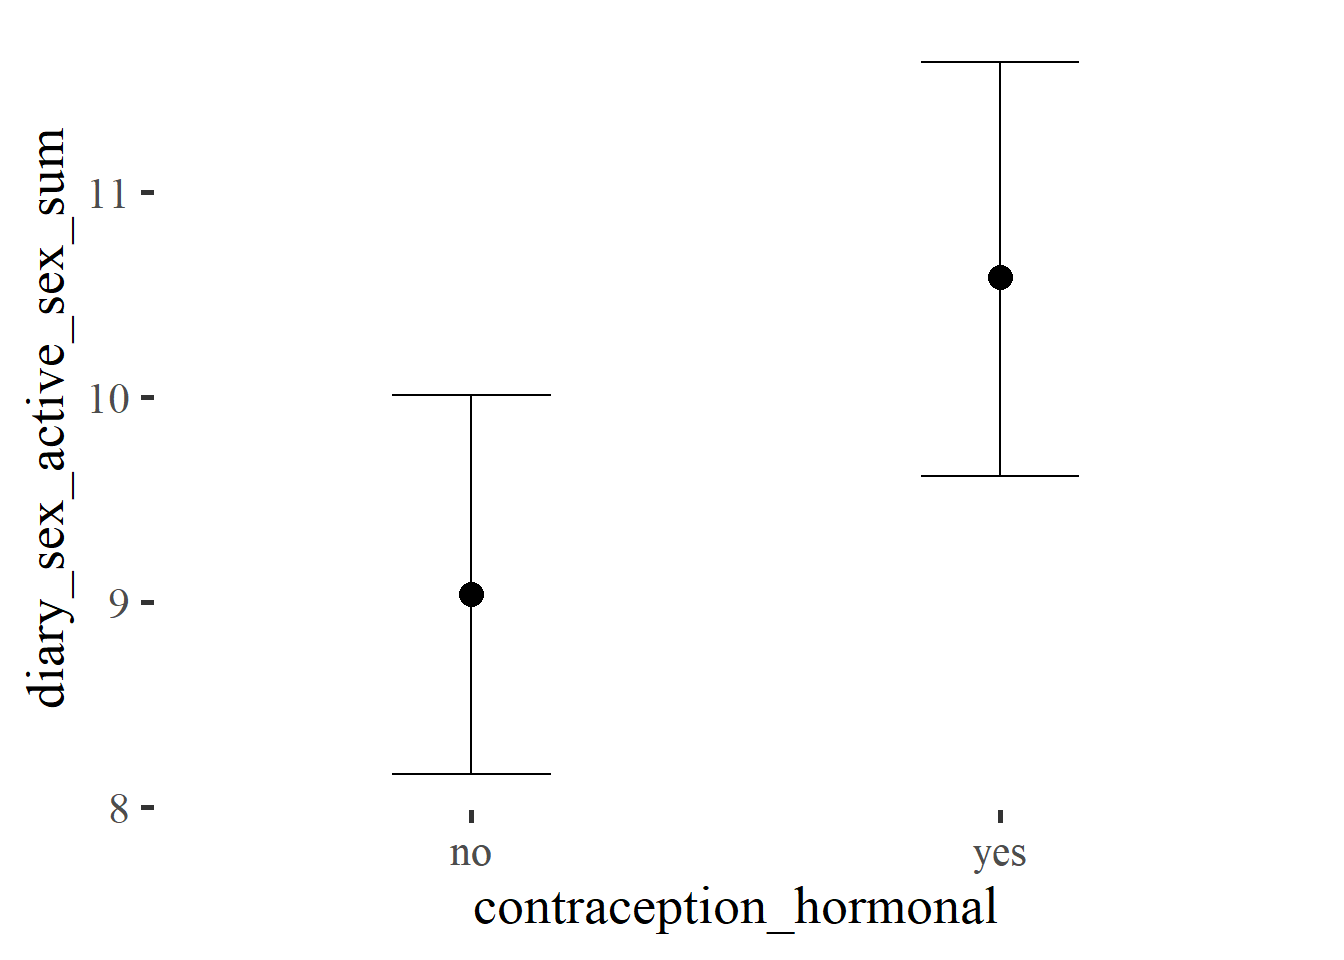 diary_sex_active_sex_sum
11
10
9
8
no
yes
contraception_hormonal